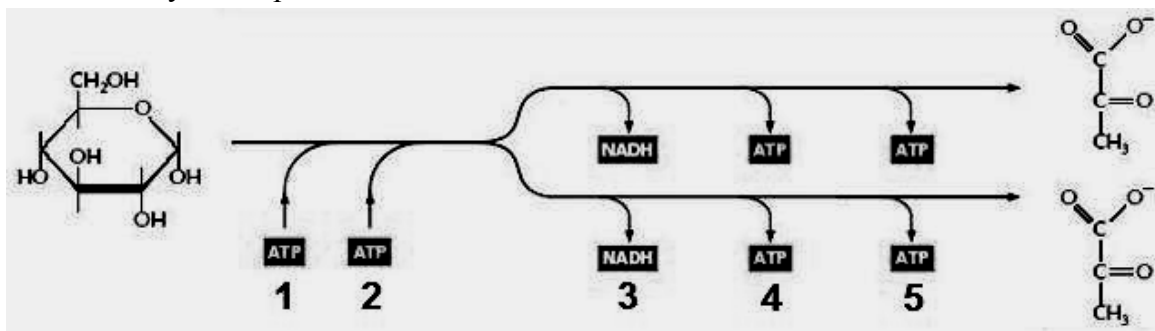 CH₂OH
O
OH
HO
OH
OH
ATP
1
ATP
2
NADH
ATP
ATP
NADH
3
ATP
4
ATP
5
O
O⁻
C
C=O
CH₃
O
O⁻
C
C=O
CH₃